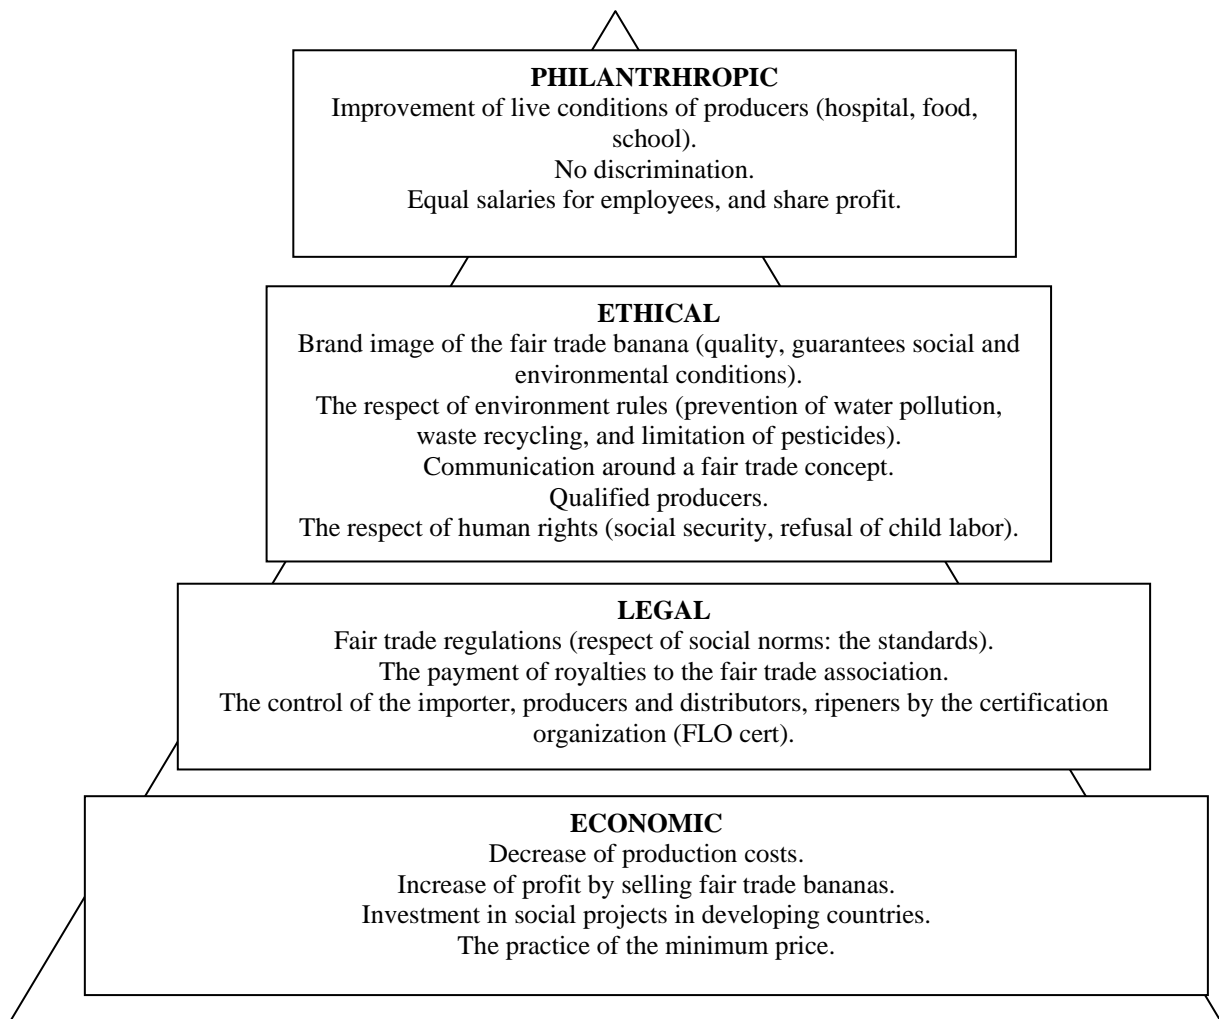 PHILANTRHROPIC
Improvement of live conditions of producers (hospital, food,
school).
No discrimination.
Equal salaries for employees, and share profit.
ETHICAL
Brand image of the fair trade banana (quality, guarantees social and
environmental conditions).
The respect of environment rules (prevention of water pollution,
waste recycling, and limitation of pesticides).
Communication around a fair trade concept.
Qualified producers.
The respect of human rights (social security, refusal of child labor).
LEGAL
Fair trade regulations (respect of social norms: the standards).
The payment of royalties to the fair trade association.
The control of the importer, producers and distributors, ripeners by the certification
organization (FLO cert).
ECONOMIC
Decrease of production costs.
Increase of profit by selling fair trade bananas.
Investment in social projects in developing countries.
The practice of the minimum price.